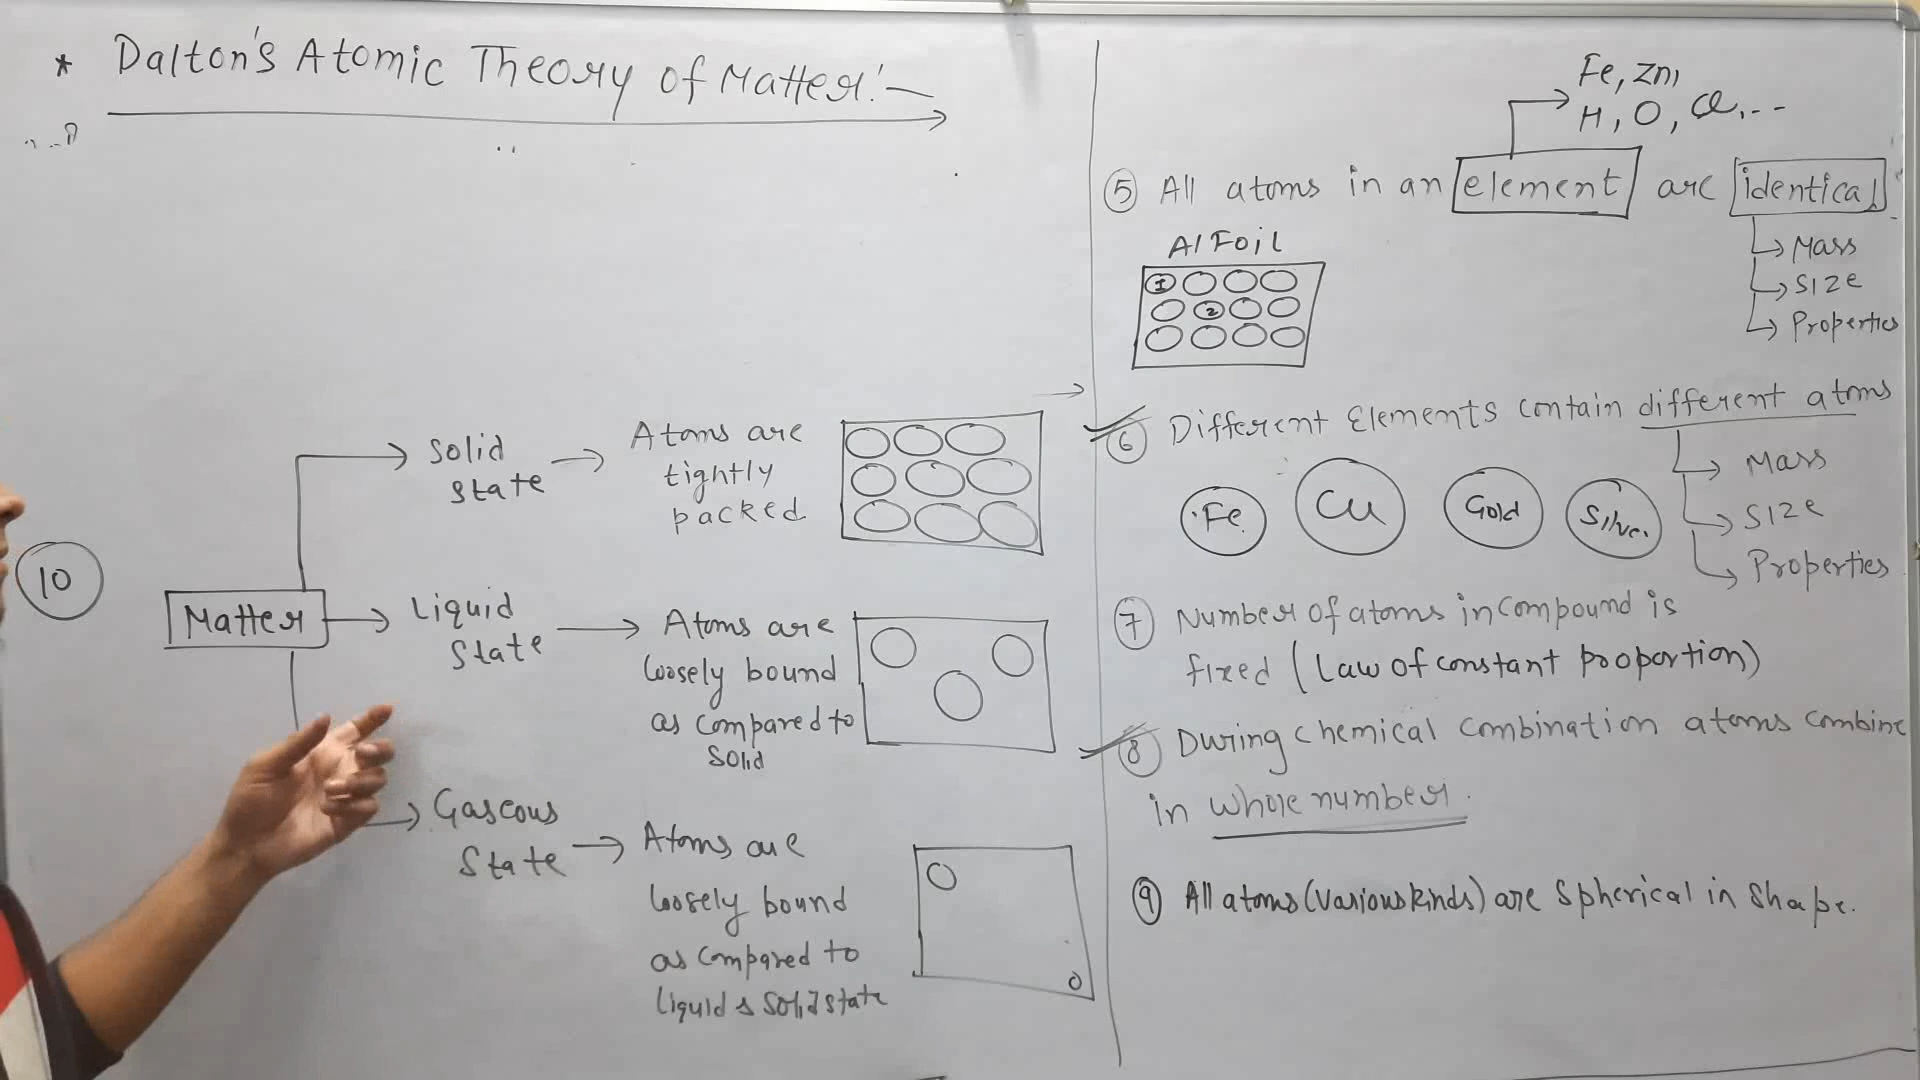 * Dalton's Atomic Theory of Matter:-
10
Matter
Solid
State
Atoms are
tightly
packed
Liquid
State
Atoms are
loosely bound
as compared to
Solid
Gaseous
State
Atoms are
loosely bound
as compared to
liquid & solid state
Fe, Zn,
H, O, Cl, --
5 All atoms in an element are identical
Mass
Size
Properties
Al Foil
1
2
6 Different Elements contain different atoms
Mass
Size
Properties
Fe
Cu
Gold
Silver
7 Number of atoms in compound is
fixed (Law of constant proportion)
8 During chemical combination atoms combine
in whole number.
9 All atoms (various kinds) are Spherical in Shape.